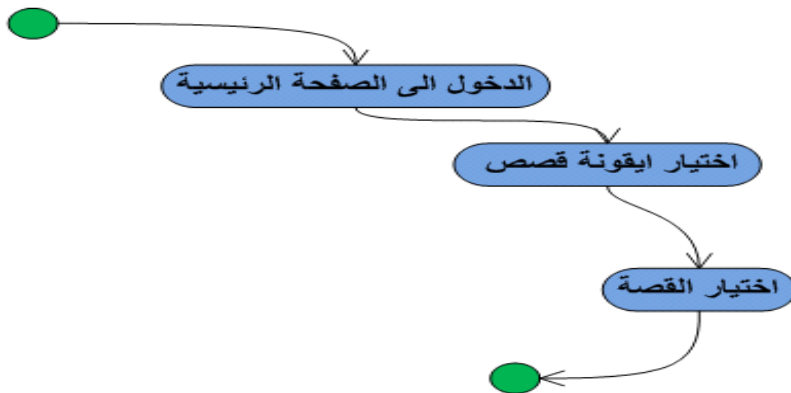 الدخول الى الصفحة الرئيسية
اختيار ايقونة قصص
اختيار القصة